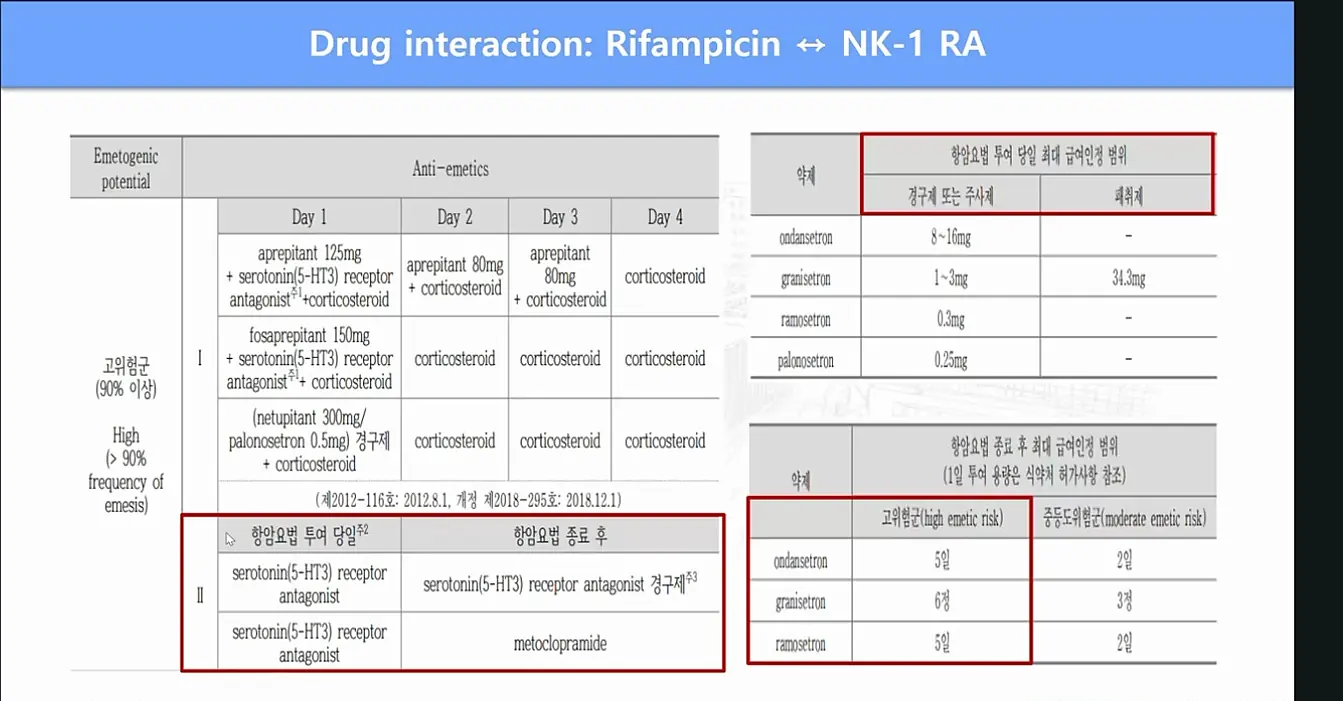 Drug interaction: Rifampicin ↔ NK-1 RA
Emetogenic
potential
Anti-emetics
Day 1
Day 2
Day 3
Day 4
고위험군
(90% 이상)
High
(> 90%
frequency of
emesis)
I
aprepitant 125mg
+ serotonin(5-HT3) receptor
antagonist주1+corticosteroid
aprepitant 80mg
+ corticosteroid
aprepitant
80mg
+ corticosteroid
corticosteroid
fosaprepitant 150mg
+ serotonin(5-HT3) receptor
antagonist주1+ corticosteroid
corticosteroid
corticosteroid
corticosteroid
(netupitant 300mg/
palonosetron 0.5mg) 경구제
+ corticosteroid
corticosteroid
corticosteroid
corticosteroid
(제2012-116호: 2012.8.1, 개정 제2018-295호: 2018.12.1)
II
항암요법 투여 당일주2
항암요법 종료 후
serotonin(5-HT3) receptor
antagonist
serotonin(5-HT3) receptor antagonist 경구제주3
serotonin(5-HT3) receptor
antagonist
metoclopramide
약제
항암요법 투여 당일 최대 급여인정 범위
경구제 또는 주사제
패취제
ondansetron
8~16mg
-
granisetron
1~3mg
34.3mg
ramosetron
0.3mg
-
palonosetron
0.25mg
-
약제
항암요법 종료 후 최대 급여인정 범위
(1일 투여 용량은 식약처 허가사항 참조)
고위험군(high emetic risk)
중등도위험군(moderate emetic risk)
ondansetron
5일
2일
granisetron
6정
3정
ramosetron
5일
2일